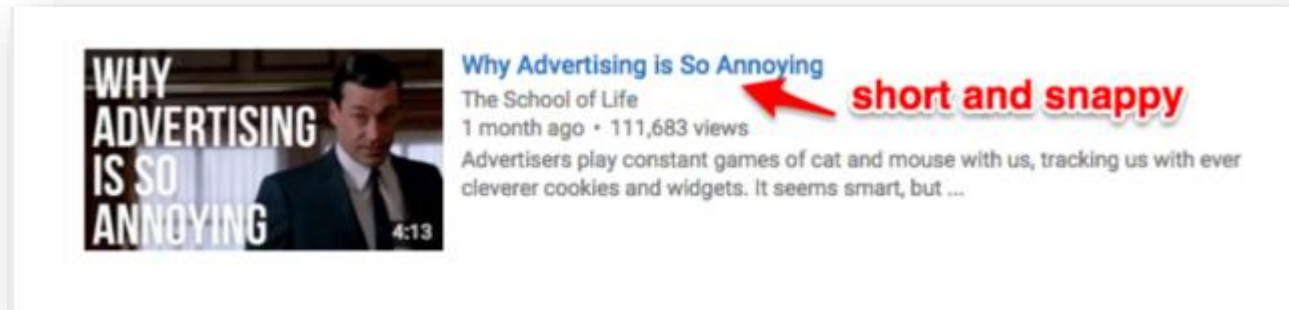 WHY
ADVERTISING
IS SO
ANNOYING
4:13
Why Advertising is So Annoying
short and snappy
The School of Life
1 month ago • 111,683 views
Advertisers play constant games of cat and mouse with us, tracking us with ever
cleverer cookies and widgets. It seems smart, but ...